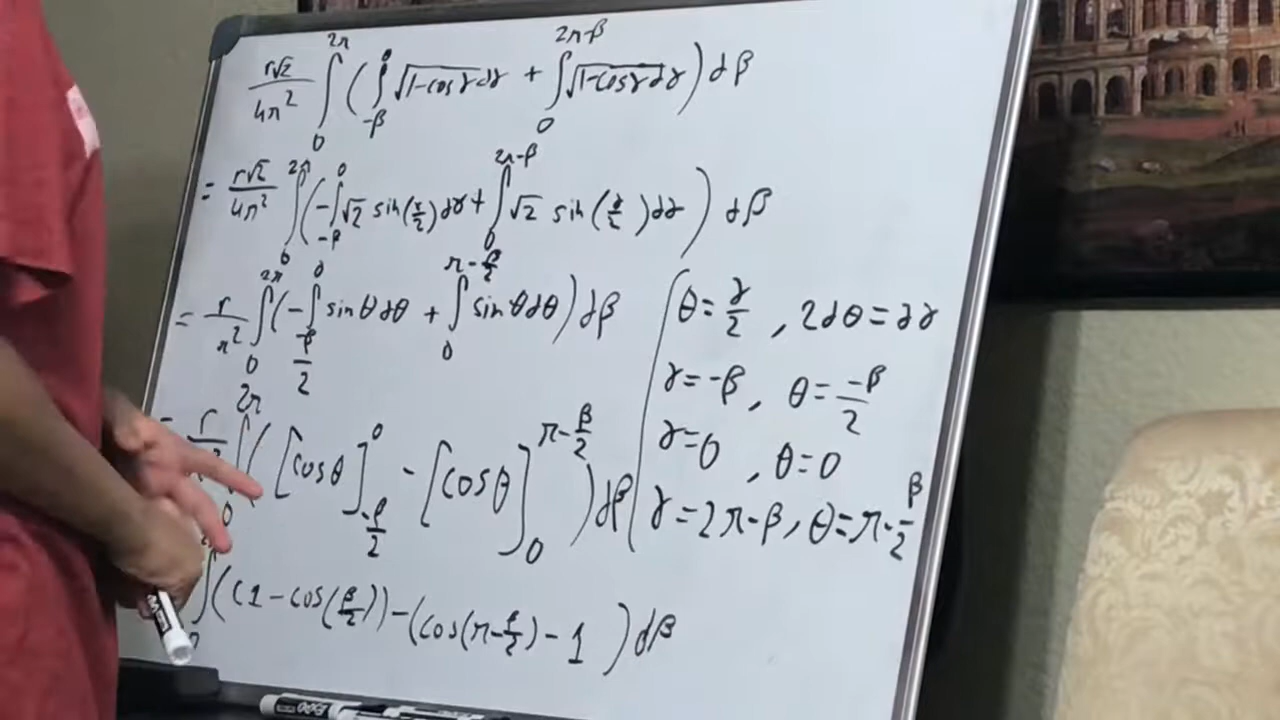 r√2/4π² ∫₀^2π (∫_-β^0 √(1-cosγ) dγ + ∫₀^2π-β √(1-cosγ) dγ) dβ
= r√2/4π² ∫₀^2π (-∫_-β^0 √2 sin(γ/2) dγ + ∫₀^2π-β √2 sin(γ/2) dγ) dβ
= r/π² ∫₀^2π (-∫_-β/2^0 sinθ dθ + ∫₀^π-β/2 sinθ dθ) dβ
= r/ ∫₀^2π ([cosθ]_-β/2^0 - [cosθ]₀^π-β/2) dβ
∫₀ ((1-cos(β/2)) - (cos(π-β/2) - 1) dβ
θ = γ/2 , 2dθ = dγ
γ = -β , θ = -β/2
γ = 0 , θ = 0
γ = 2π-β , θ = π-β/2